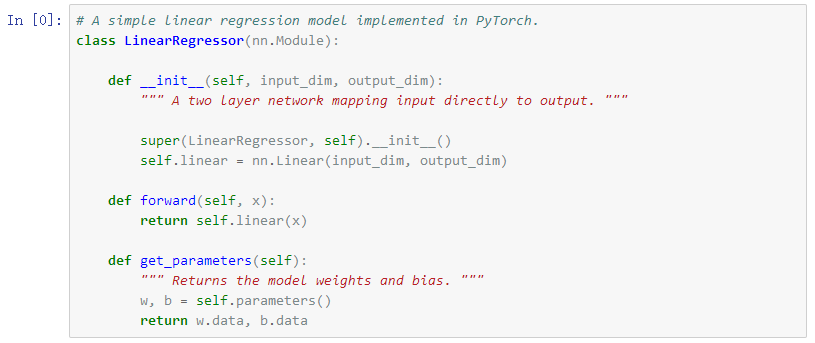 In [0]: # A simple linear regression model implemented in PyTorch.
class LinearRegressor(nn.Module):
def __init__(self, input_dim, output_dim):
""" A two layer network mapping input directly to output. """
super(LinearRegressor, self).__init__()
self.linear = nn.Linear(input_dim, output_dim)
def forward(self, x):
return self.linear(x)
def get_parameters(self):
""" Returns the model weights and bias. """
w, b = self.parameters()
return w.data, b.data